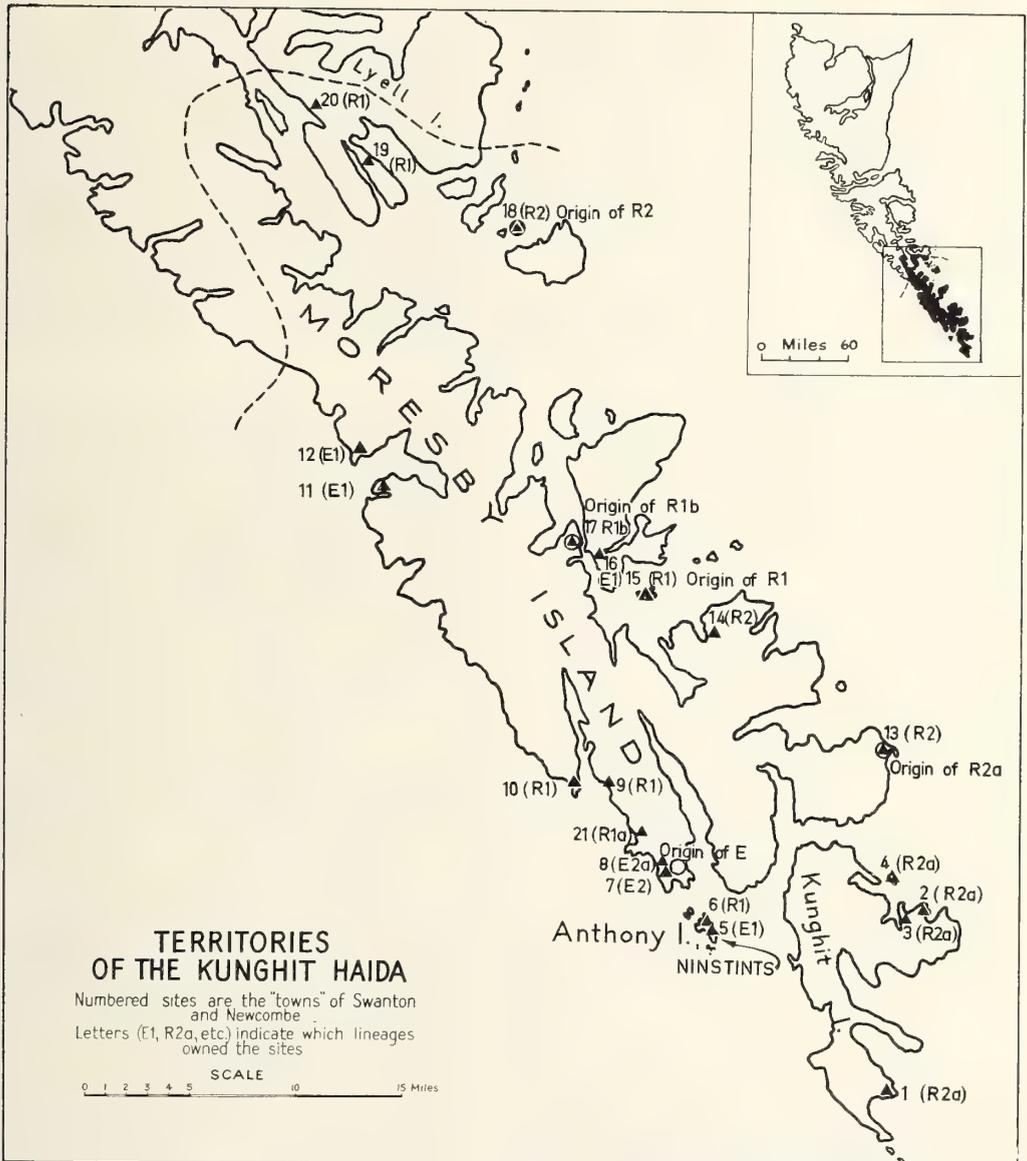 Lyell I.
20 (R1)
19 (R1)
18 (R2) Origin of R2
O Miles 60
MORESBY ISLAND
12 (E1)
11 (E1)
Origin of R1b
17 R1b)
16
(E1)
15 (R1) Origin of R1
14 (R2)
13 (R2)
Origin of R2a
10 (R1)
9 (R1)
21 (R1a)
Origin of E
8 (E2a)
7 (E2)
4 (R2a)
2 (R2a)
3 (R2a)
6 (R1)
5 (E1)
Anthony I.
NINSTINTS
Kunghit I.
1 (R2a)
TERRITORIES
OF THE KUNGHIT HAIDA
Numbered sites are the "towns" of Swanton
and Newcombe
Letters (E1, R2a, etc.) indicate which lineages
owned the sites
SCALE
0 1 2 3 4 5 10 15 Miles